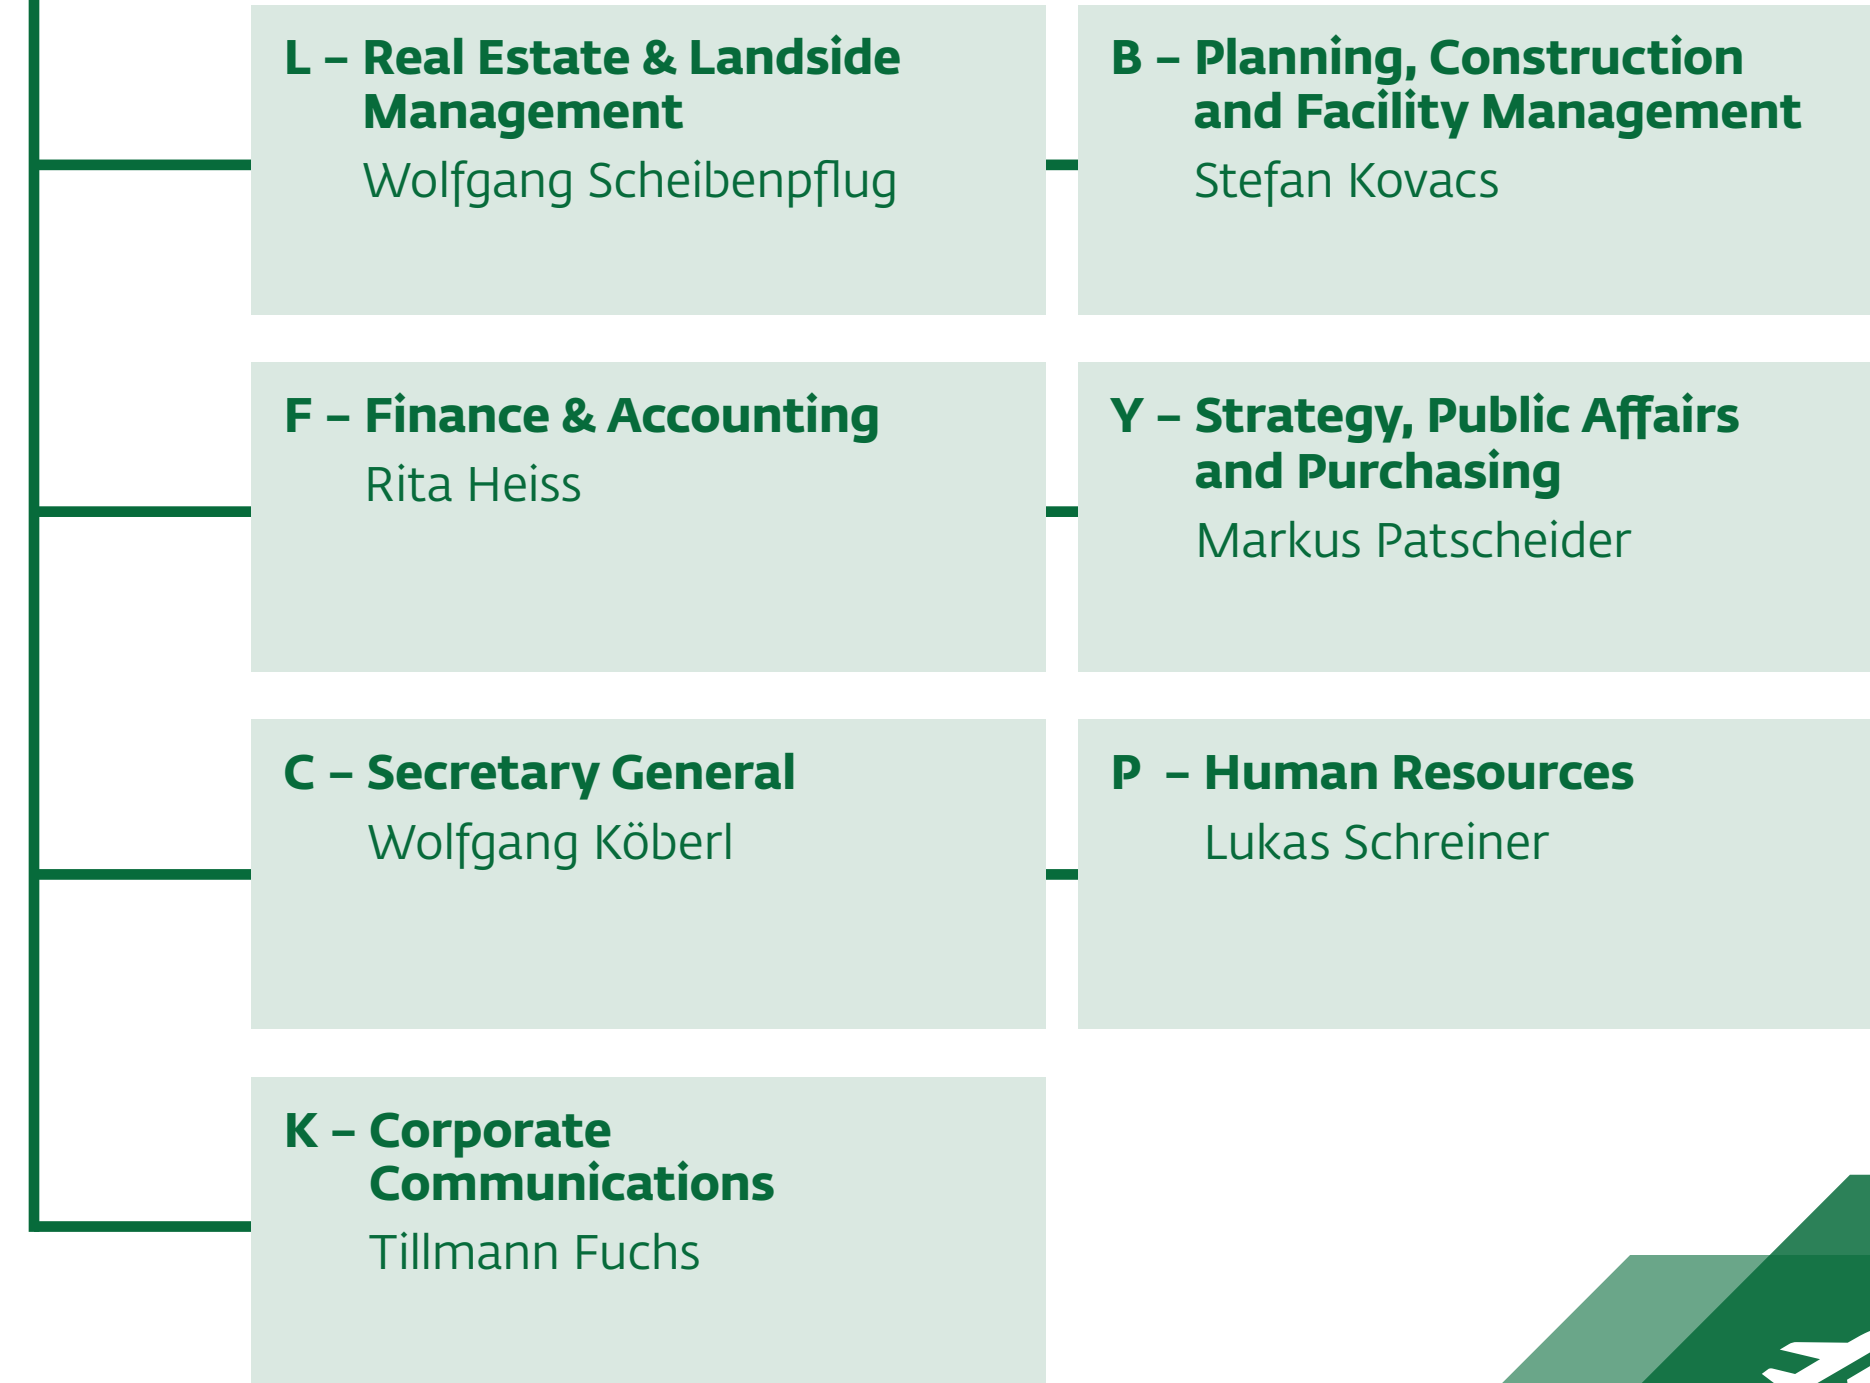 L – Real Estate & Landside
Management
Wolfgang Scheibenpflug
B – Planning, Construction
and Facility Management
Stefan Kovacs
F – Finance & Accounting
Rita Heiss
Y – Strategy, Public Affairs
and Purchasing
Markus Patscheider
C – Secretary General
Wolfgang Köberl
P – Human Resources
Lukas Schreiner
K – Corporate
Communications
Tillmann Fuchs